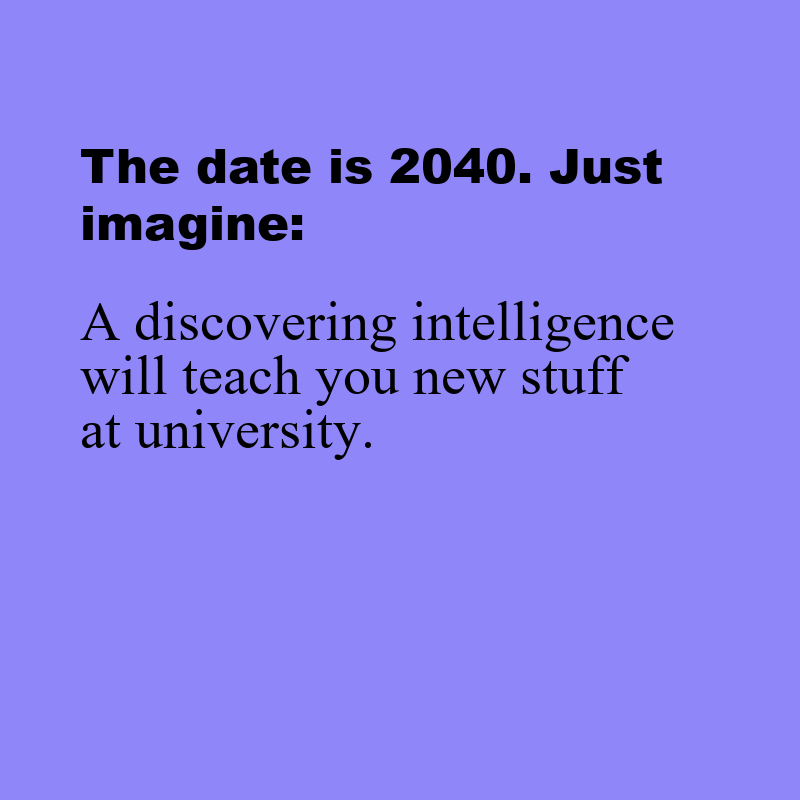 The date is 2040. Just
imagine:
A discovering intelligence
will teach you new stuff
at university.